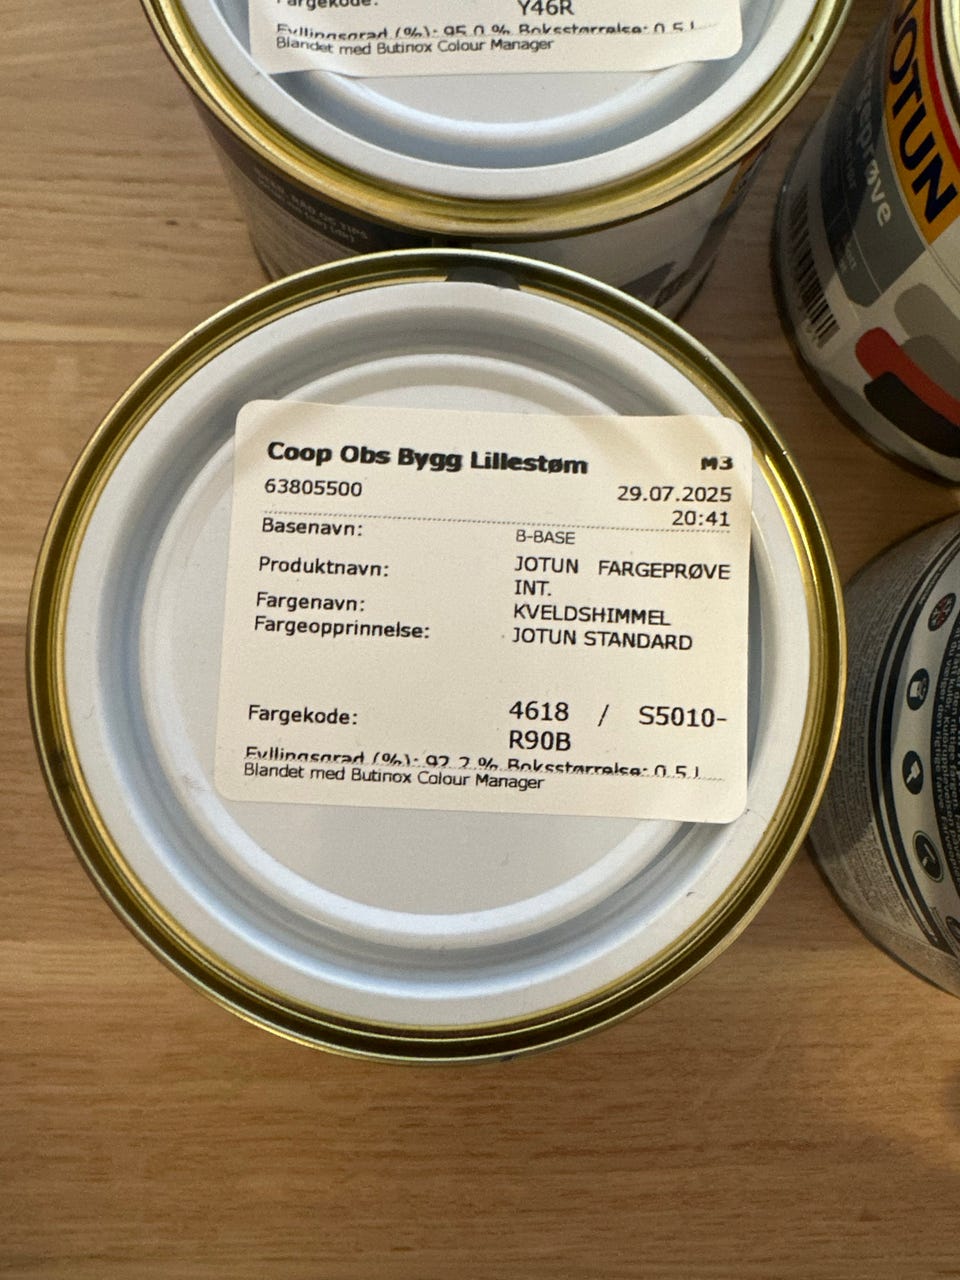 Fargekode:
Y46R
Fyllingsgrad (%): 95,0 % Boksstørrelse: 0,5 L
Blandet med Butinox Colour Manager
JOTUN
Coop Obs Bygg Lillestøm
M3
63805500
29.07.2025
20:41
Basenavn: B-BASE
Produktnavn: JOTUN FARGEPRØVE
INT.
Fargenavn: KVELDSHIMMEL
Fargeopprinnelse: JOTUN STANDARD
Fargekode: 4618 / S5010-
R90B
Fyllingsgrad (%): 92,2 % Boksstørrelse: 0,5 L
Blandet med Butinox Colour Manager